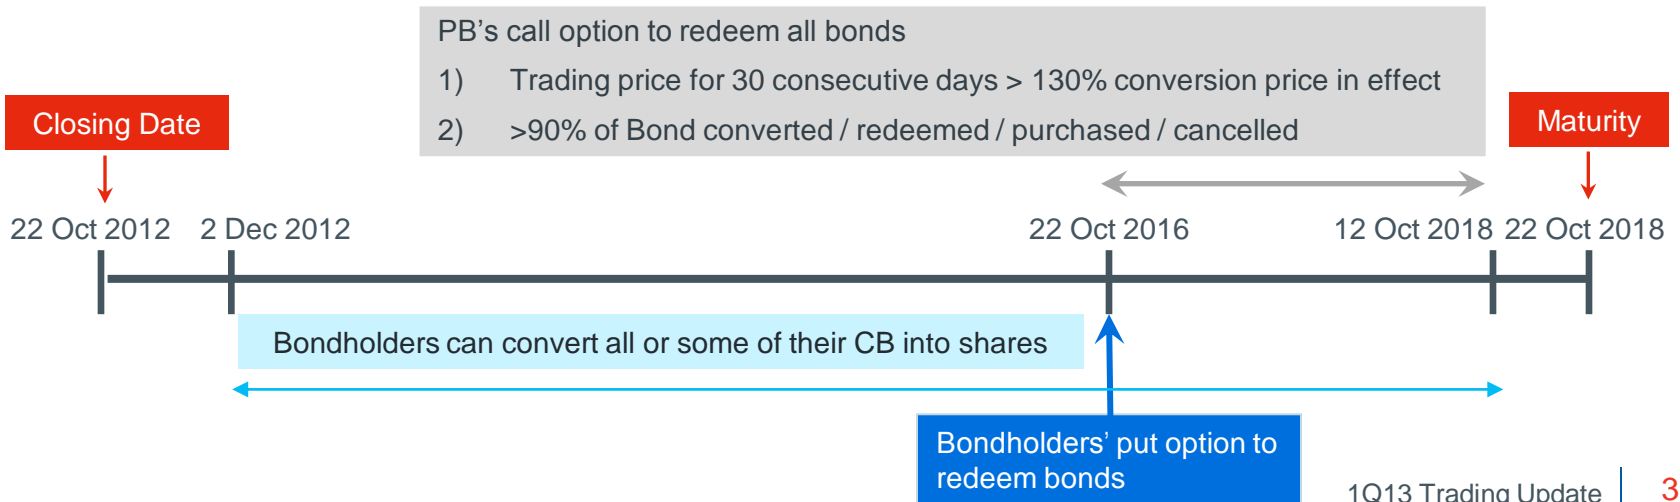 PB’s call option to redeem all bonds
1) Trading price for 30 consecutive days > 130% conversion price in effect
2) >90% of Bond converted / redeemed / purchased / cancelled
Closing Date
Maturity
22 Oct 2012 2 Dec 2012 22 Oct 2016 12 Oct 2018 22 Oct 2018
Bondholders can convert all or some of their CB into shares
Bondholders’ put option to
redeem bonds
1Q13 Trading Update 3